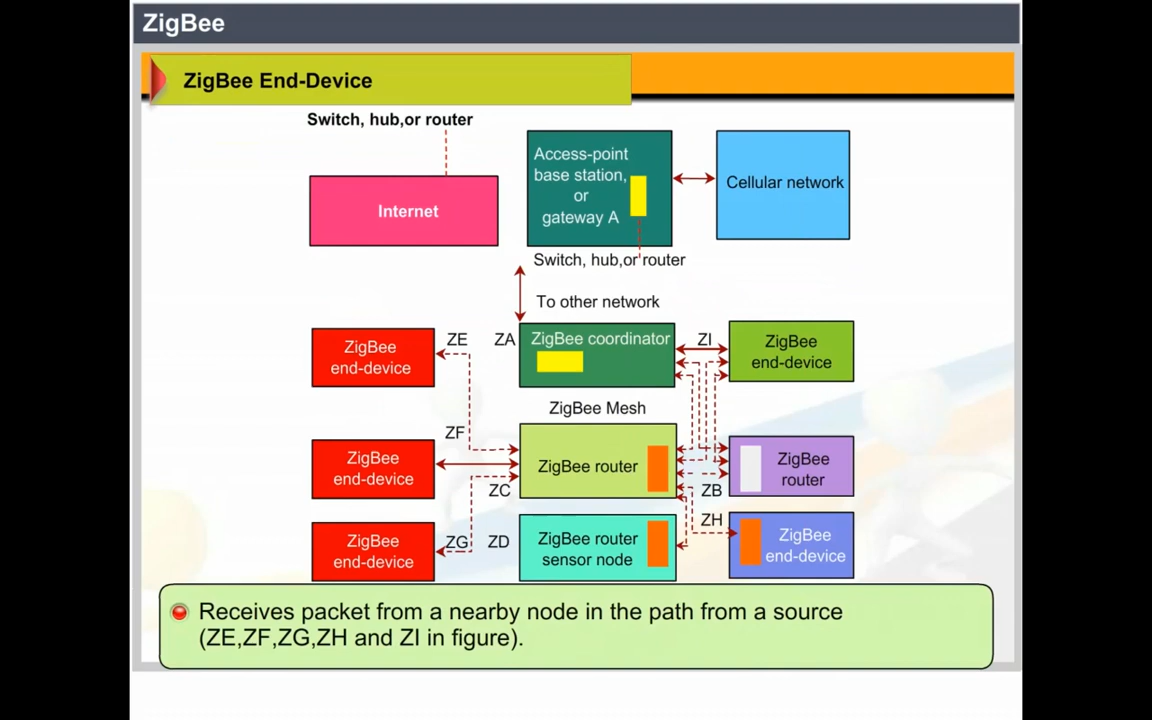 ZigBee
ZigBee End-Device
Switch, hub,or router
Internet
Access-point
base station,
or
gateway A
Cellular network
Switch, hub,or router
To other network
ZigBee
end-device
ZE
ZA
ZigBee coordinator
ZI
ZigBee
end-device
ZigBee Mesh
ZF
ZigBee
end-device
ZC
ZigBee router
ZB
ZigBee
router
ZigBee
end-device
ZG
ZD
ZigBee router
sensor node
ZH
ZigBee
end-device
Receives packet from a nearby node in the path from a source
(ZE,ZF,ZG,ZH and ZI in figure).